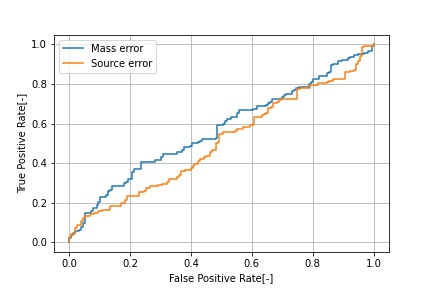 Mass error
Source error
1.0
0.8
0.6
0.4
0.2
0.0
True Positive Rate[-]
0.0 0.2 0.4 0.6 0.8 1.0
False Positive Rate[-]